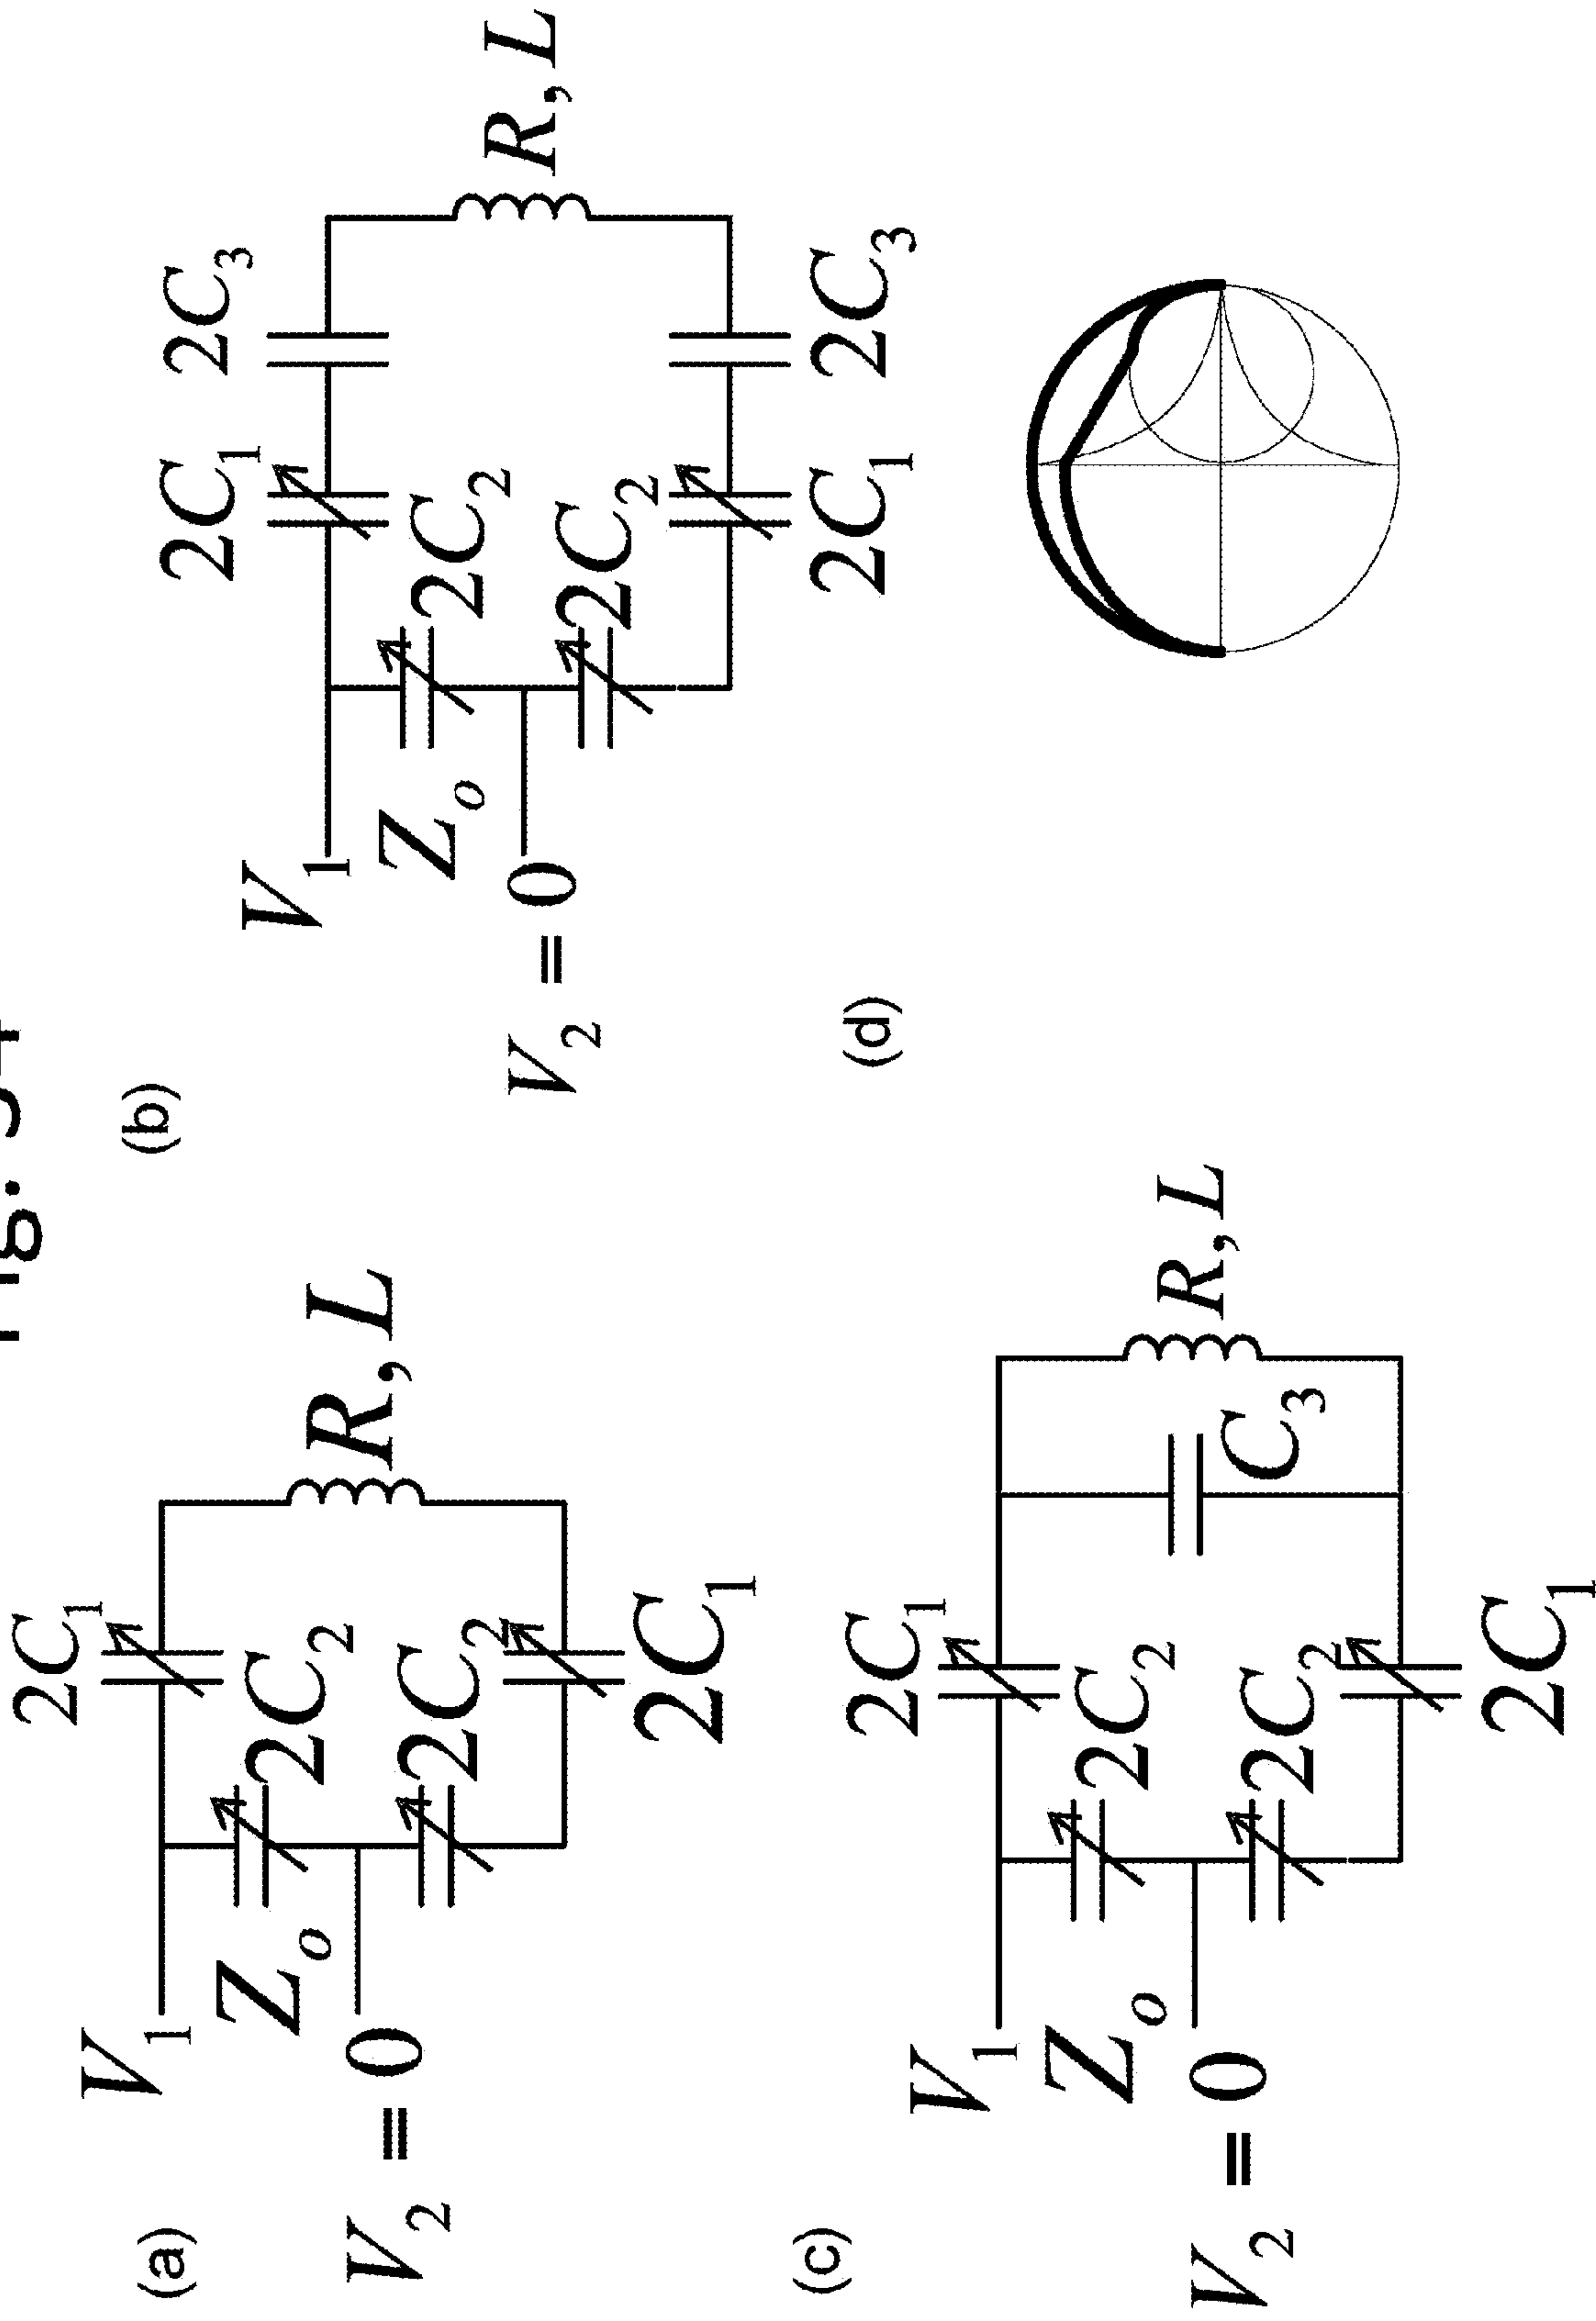 (a)
2C₁
V₁
2C₂
Zₒ
R, L
V₂ = 0
2C₂
2C₁
(b)
2C₁
2C₃
V₁
2C₂
Zₒ
R, L
V₂ = 0
2C₂
2C₁
2C₃
(c)
2C₁
V₁
2C₂
Zₒ
C₃
R, L
V₂ = 0
2C₂
2C₁
(d)